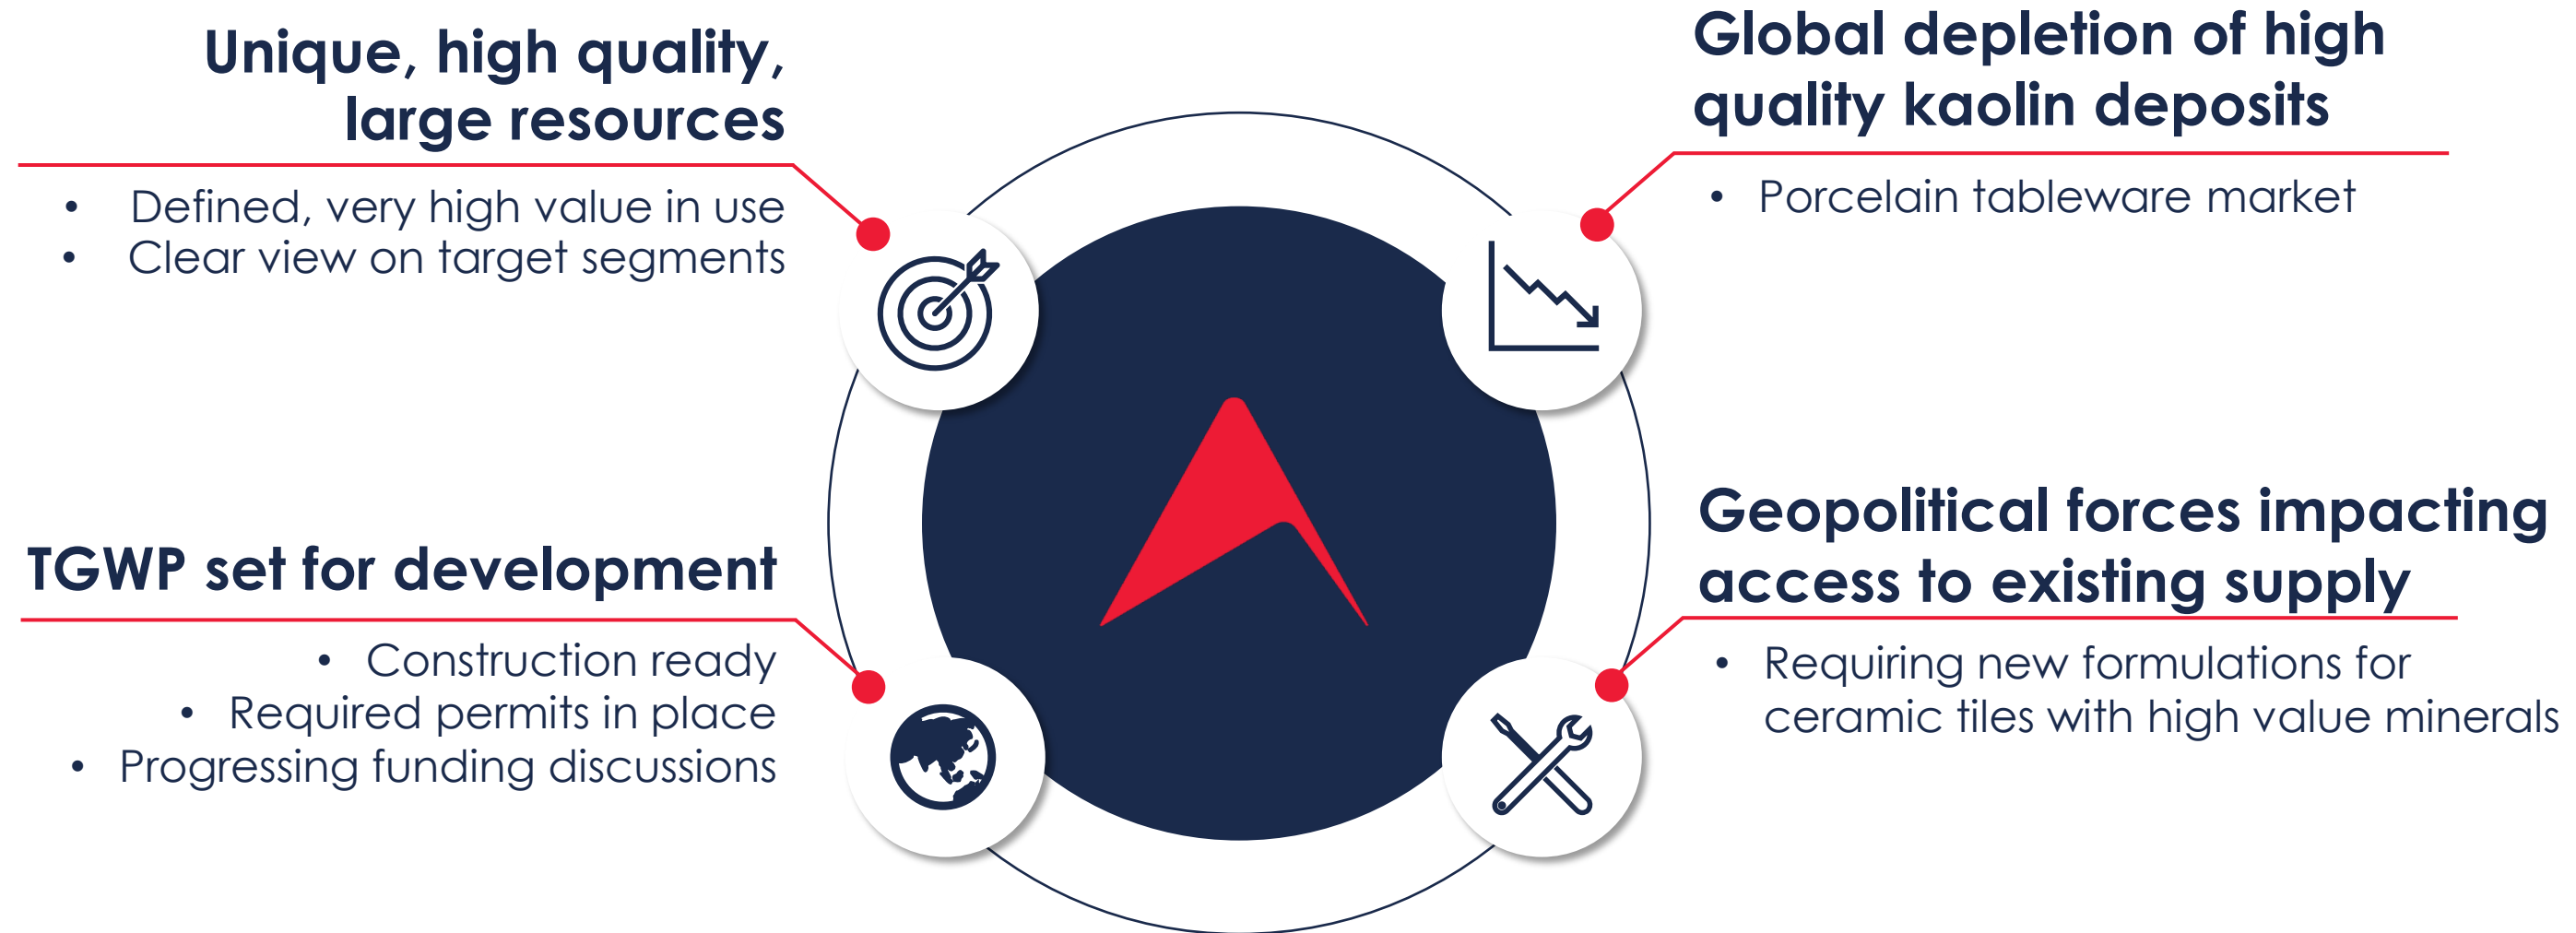 Unique, high quality,
large resources
• Defined, very high value in use
• Clear view on target segments
Global depletion of high
quality kaolin deposits
• Porcelain tableware market
TGWP set for development
• Construction ready
• Required permits in place
• Progressing funding discussions
Geopolitical forces impacting
access to existing supply
• Requiring new formulations for
ceramic tiles with high value minerals